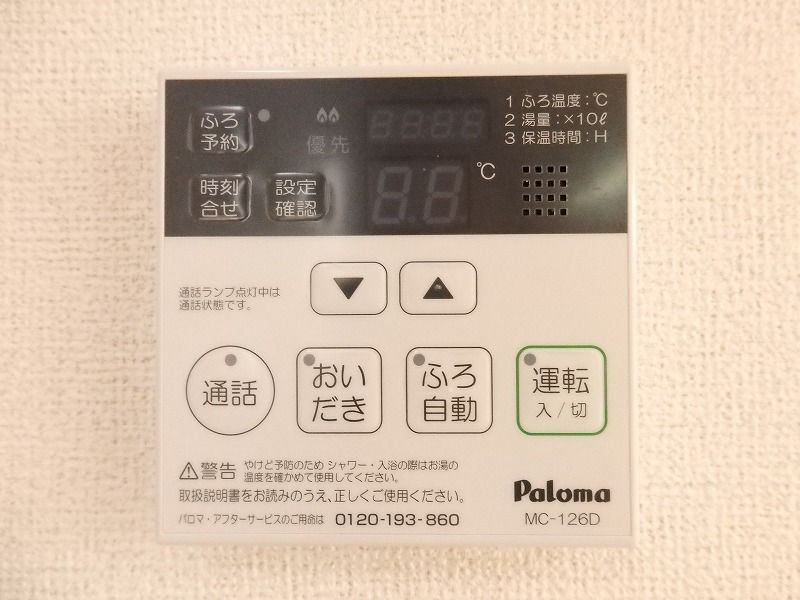 ふろ
予約
優先
88:88
1 ふろ温度:℃
2 湯量:×10ℓ
3 保温時間:H
時刻
合せ
設定
確認
88
℃
▼
▲
通話ランプ点灯中は
通話状態です。
通話
おい
だき
ふろ
自動
運転
入/切
⚠警告
やけど予防のため シャワー・入浴の際はお湯の
温度を確かめて使用してください。
取扱説明書をお読みのうえ、正しくご使用ください。
パロマ・アフターサービスのご用命は 0120-193-860
Paloma
MC-126D